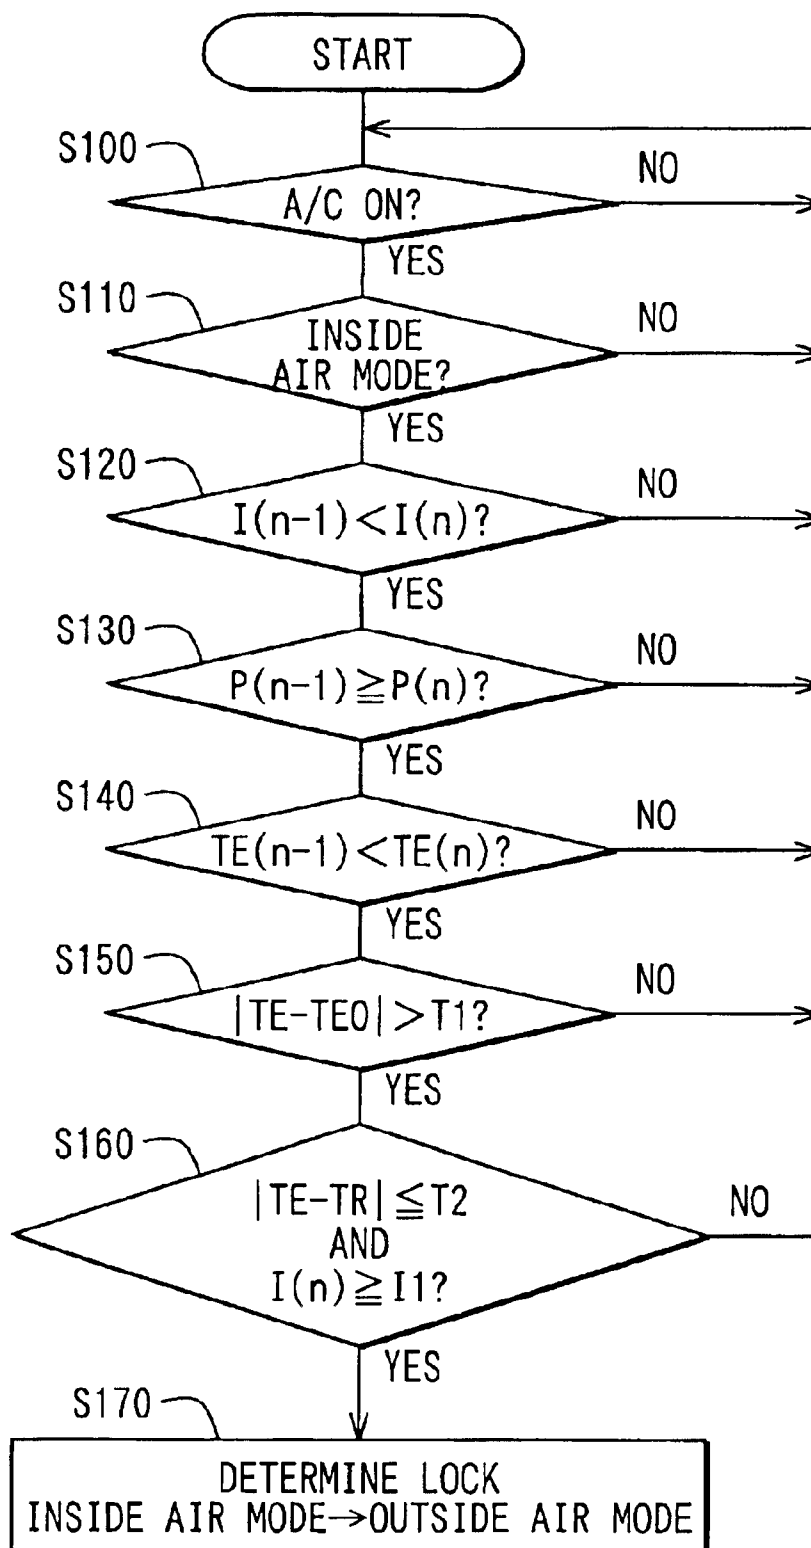 START
S100
A/C ON?
NO
YES
S110
INSIDE
AIR MODE?
NO
YES
S120
I(n-1)<I(n)?
NO
YES
S130
P(n-1)≧P(n)?
NO
YES
S140
TE(n-1)<TE(n)?
NO
YES
S150
|TE-TEO|>T1?
NO
YES
S160
|TE-TR|≦T2
AND
I(n)≧I1?
NO
YES
S170
DETERMINE LOCK
INSIDE AIR MODE→OUTSIDE AIR MODE